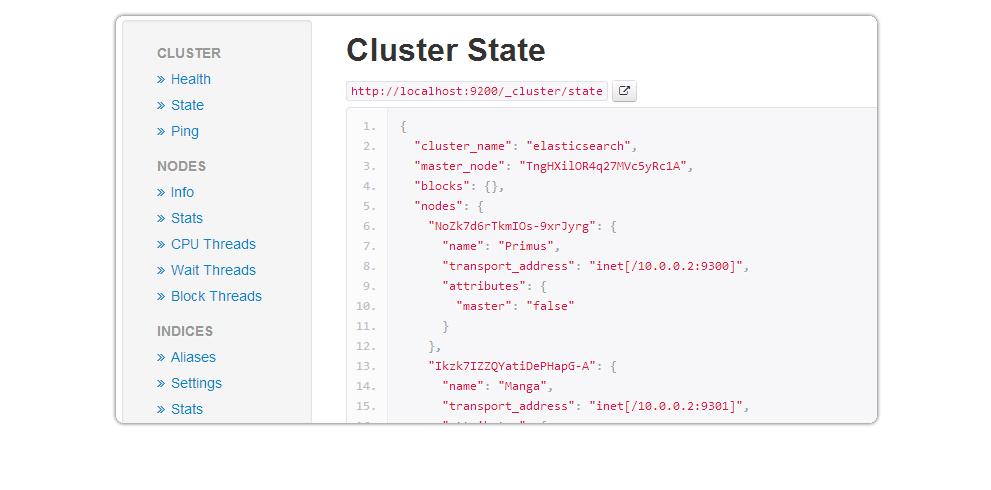 CLUSTER
» Health
» State
» Ping
NODES
» Info
» Stats
» CPU Threads
» Wait Threads
» Block Threads
INDICES
» Aliases
» Settings
» Stats
Cluster State
http://localhost:9200/_cluster/state
1. {
2. "cluster_name": "elasticsearch",
3. "master_node": "TngHXilOR4q27MVc5yRc1A",
4. "blocks": {},
5. "nodes": {
6. "NoZk7d6rTkmIOs-9xrJyrg": {
7. "name": "Primus",
8. "transport_address": "inet[/10.0.0.2:9300]",
9. "attributes": {
10. "master": "false"
11. }
12. },
13. "Ikzk7IZZQYatiDePHapG-A": {
14. "name": "Manga",
15. "transport_address": "inet[/10.0.0.2:9301]",